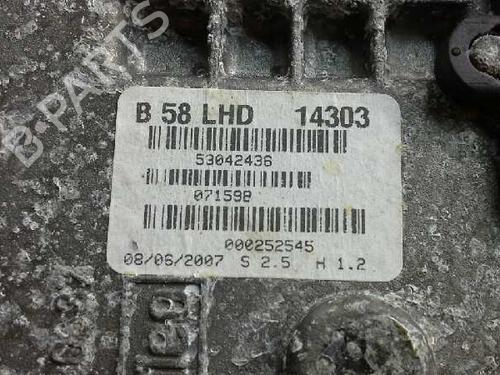 B-PARTS
B 58 LHD 14303
53042436
071598
000252545
08/06/2007 S 2.5 H 1.2